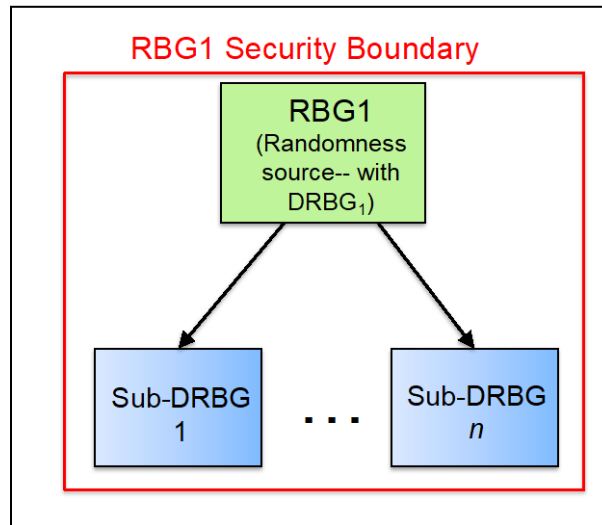 RBG1 Security Boundary
RBG1
(Randomness
source-- with
DRBG₁)
Sub-DRBG
1
. . .
Sub-DRBG
n